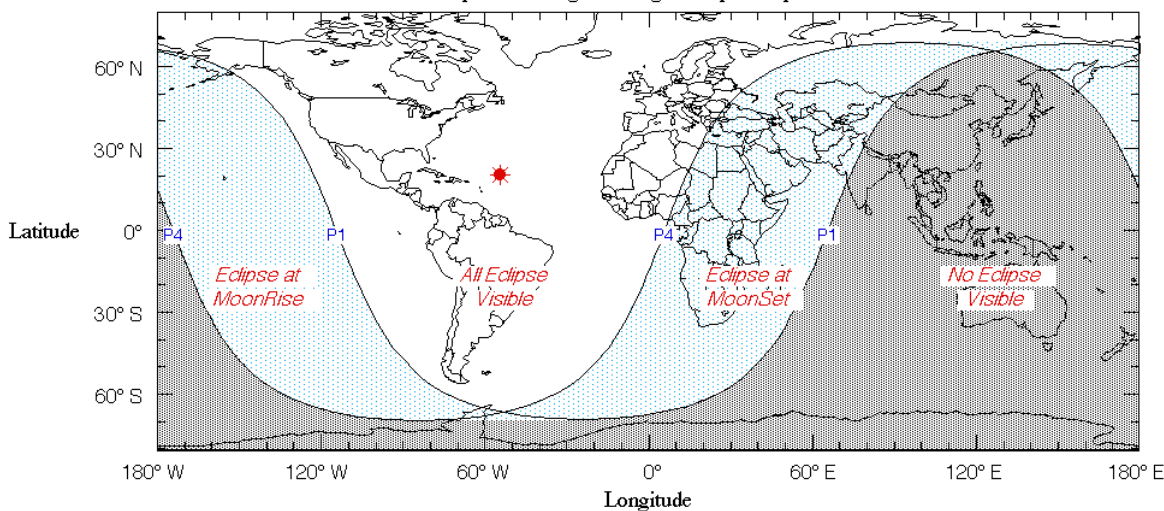 60° N
30° N
Latitude
0°
P4
P1
P4
P1
Eclipse at
MoonRise
All Eclipse
Visible
Eclipse at
MoonSet
No Eclipse
Visible
30° S
60° S
180° W
120° W
60° W
0°
60° E
120° E
180° E
Longitude